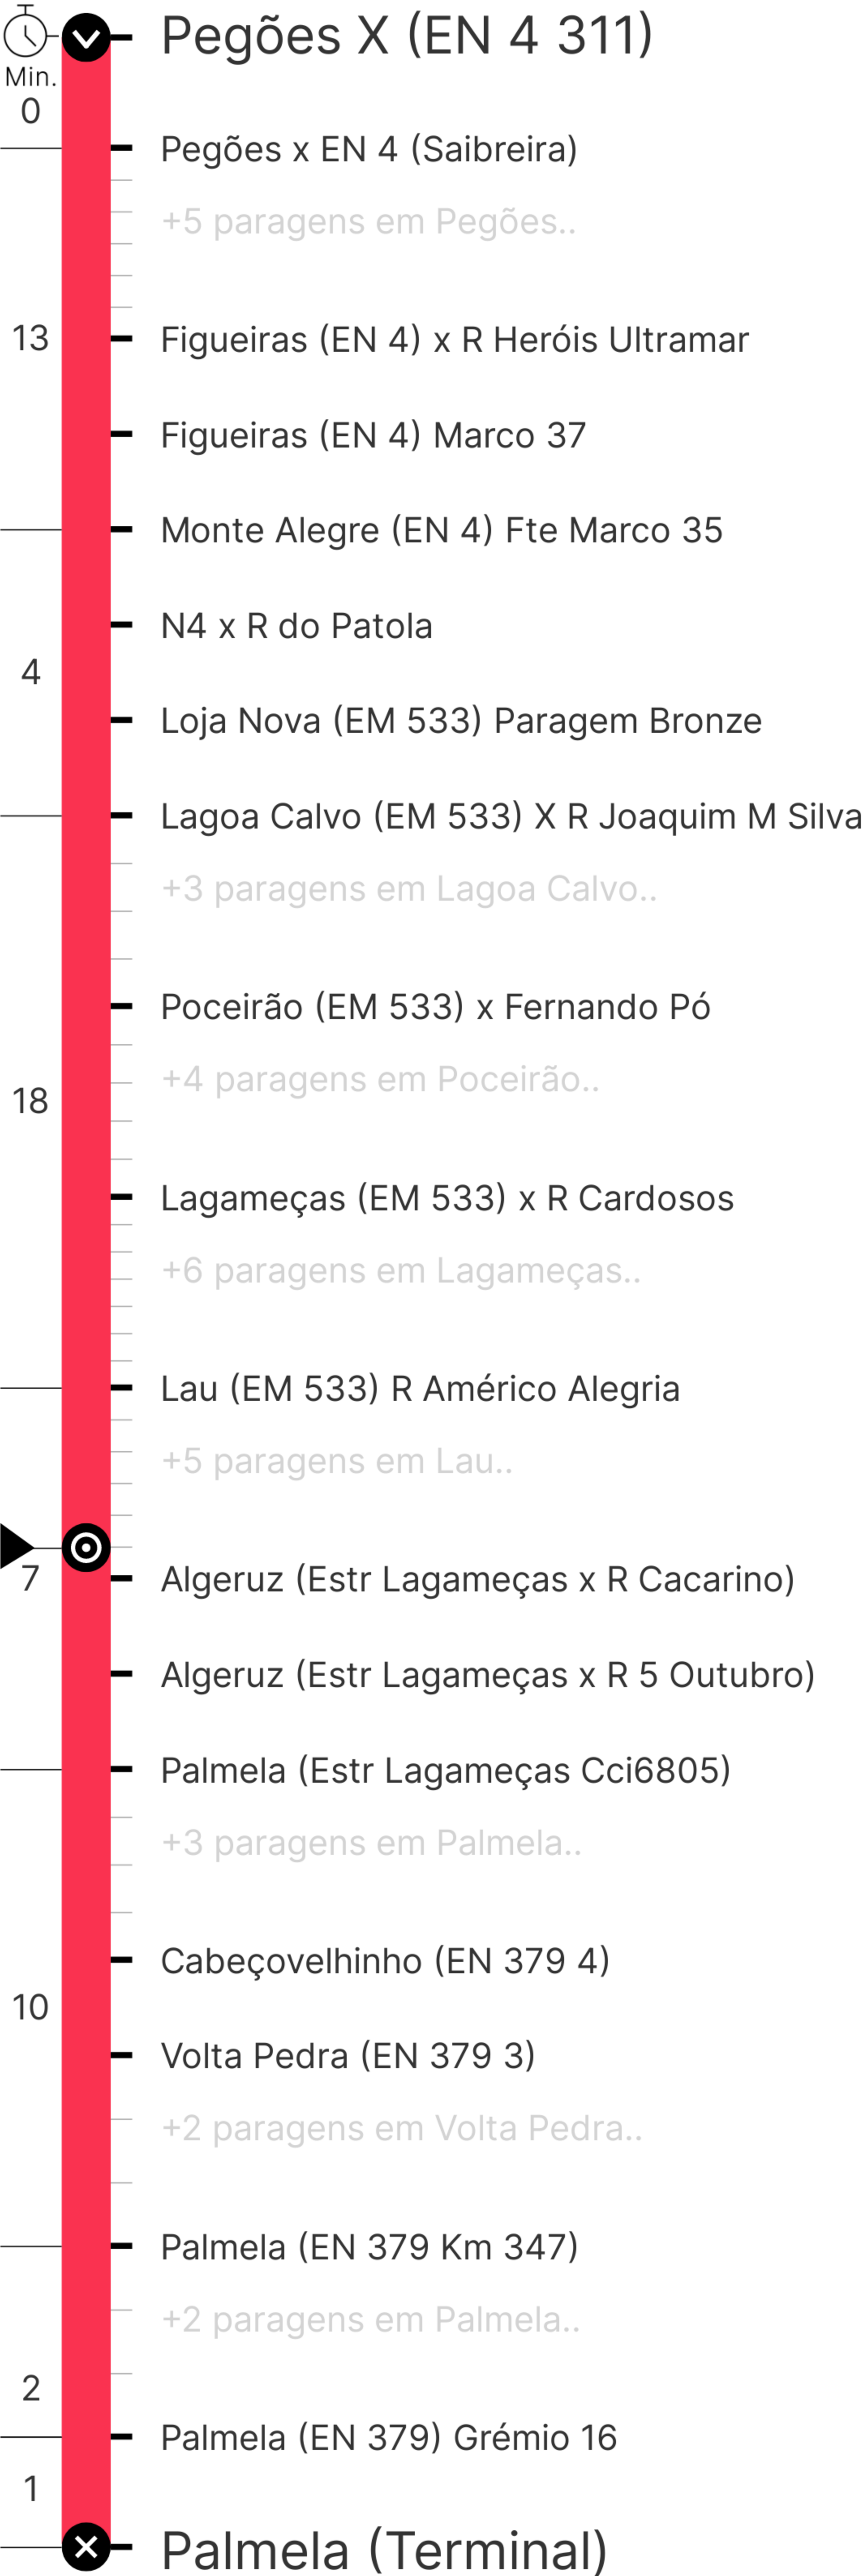 Pegões X (EN 4 311)
Min.
0
Pegões x EN 4 (Saibreira)
+5 paragens em Pegões..
13
Figueiras (EN 4) x R Heróis Ultramar
Figueiras (EN 4) Marco 37
Monte Alegre (EN 4) Fte Marco 35
N4 x R do Patola
4
Loja Nova (EM 533) Paragem Bronze
Lagoa Calvo (EM 533) X R Joaquim M Silva
+3 paragens em Lagoa Calvo..
Poceirão (EM 533) x Fernando Pó
+4 paragens em Poceirão..
18
Lagameças (EM 533) x R Cardosos
+6 paragens em Lagameças..
Lau (EM 533) R Américo Alegria
+5 paragens em Lau..
7
Algeruz (Estr Lagameças x R Cacarino)
Algeruz (Estr Lagameças x R 5 Outubro)
Palmela (Estr Lagameças Cci6805)
+3 paragens em Palmela..
Cabeçovelhinho (EN 379 4)
10
Volta Pedra (EN 379 3)
+2 paragens em Volta Pedra..
Palmela (EN 379 Km 347)
+2 paragens em Palmela..
2
Palmela (EN 379) Grémio 16
1
Palmela (Terminal)